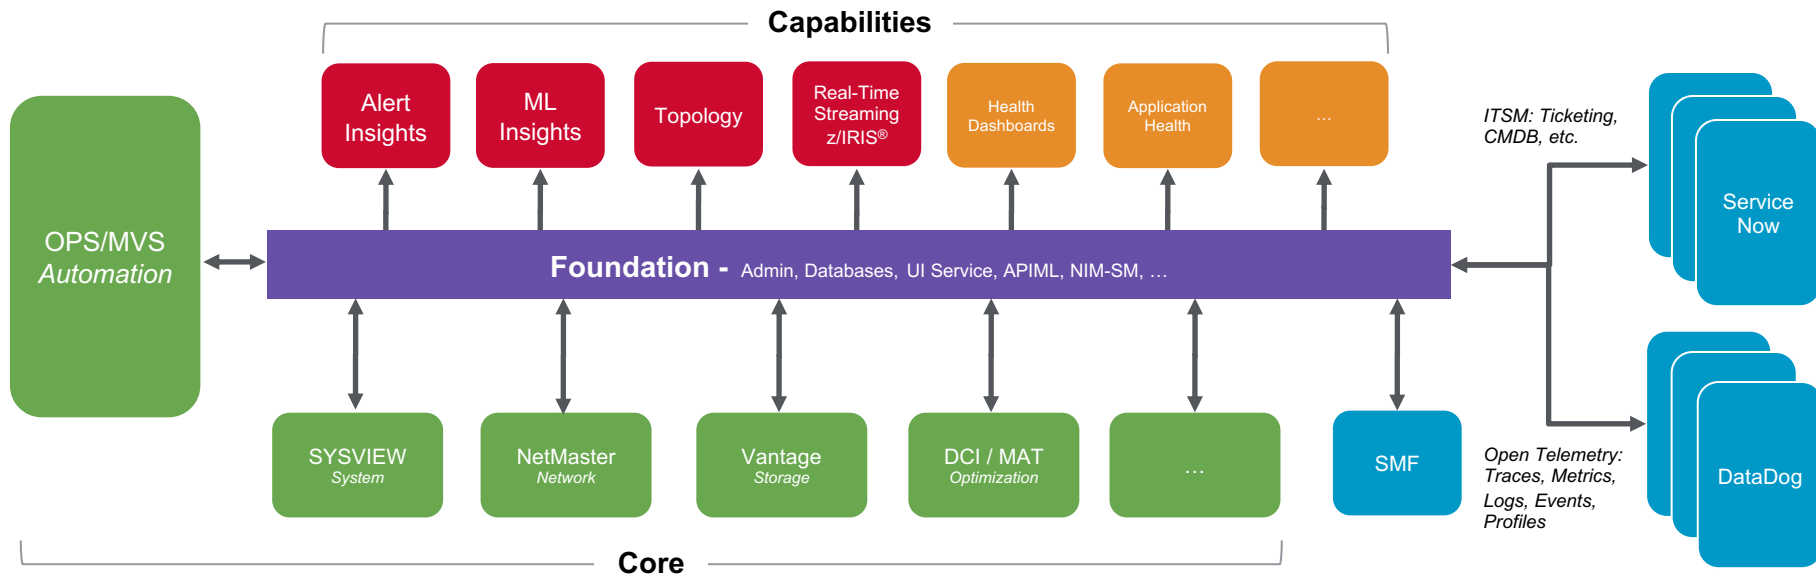 Capabilities
Alert
Insights
ML
Insights
Topology
Real-Time
Streaming
z/IRIS®
Health
Dashboards
Application
Health
...
ITSM: Ticketing,
CMDB, etc.
Service
Now
OPS/MVS
Automation
Foundation - Admin, Databases, UI Service, APIML, NIM-SM, ...
SYSVIEW
System
NetMaster
Network
Vantage
Storage
DCI / MAT
Optimization
...
SMF
Open Telemetry:
Traces, Metrics,
Logs, Events,
Profiles
DataDog
Core